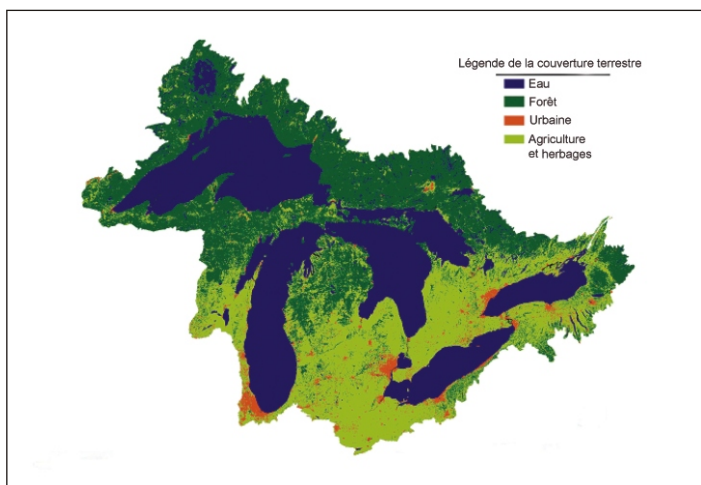 Légende de la couverture terrestre
Eau
Forêt
Urbaine
Agriculture
et herbages